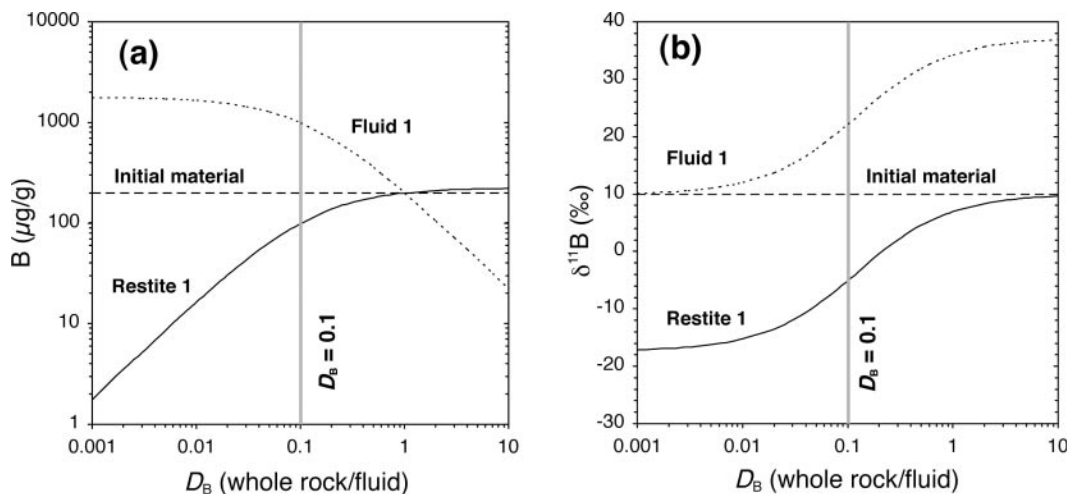 (a)
10000
1000
100
10
1
B (µg/g)
Fluid 1
Initial material
Restite 1
D_B = 0.1
0.001 0.01 0.1 1 10
D_B (whole rock/fluid)
(b)
40
30
20
10
0
-10
-20
-30
δ¹¹B (‰)
Fluid 1
Initial material
Restite 1
D_B = 0.1
0.001 0.01 0.1 1 10
D_B (whole rock/fluid)